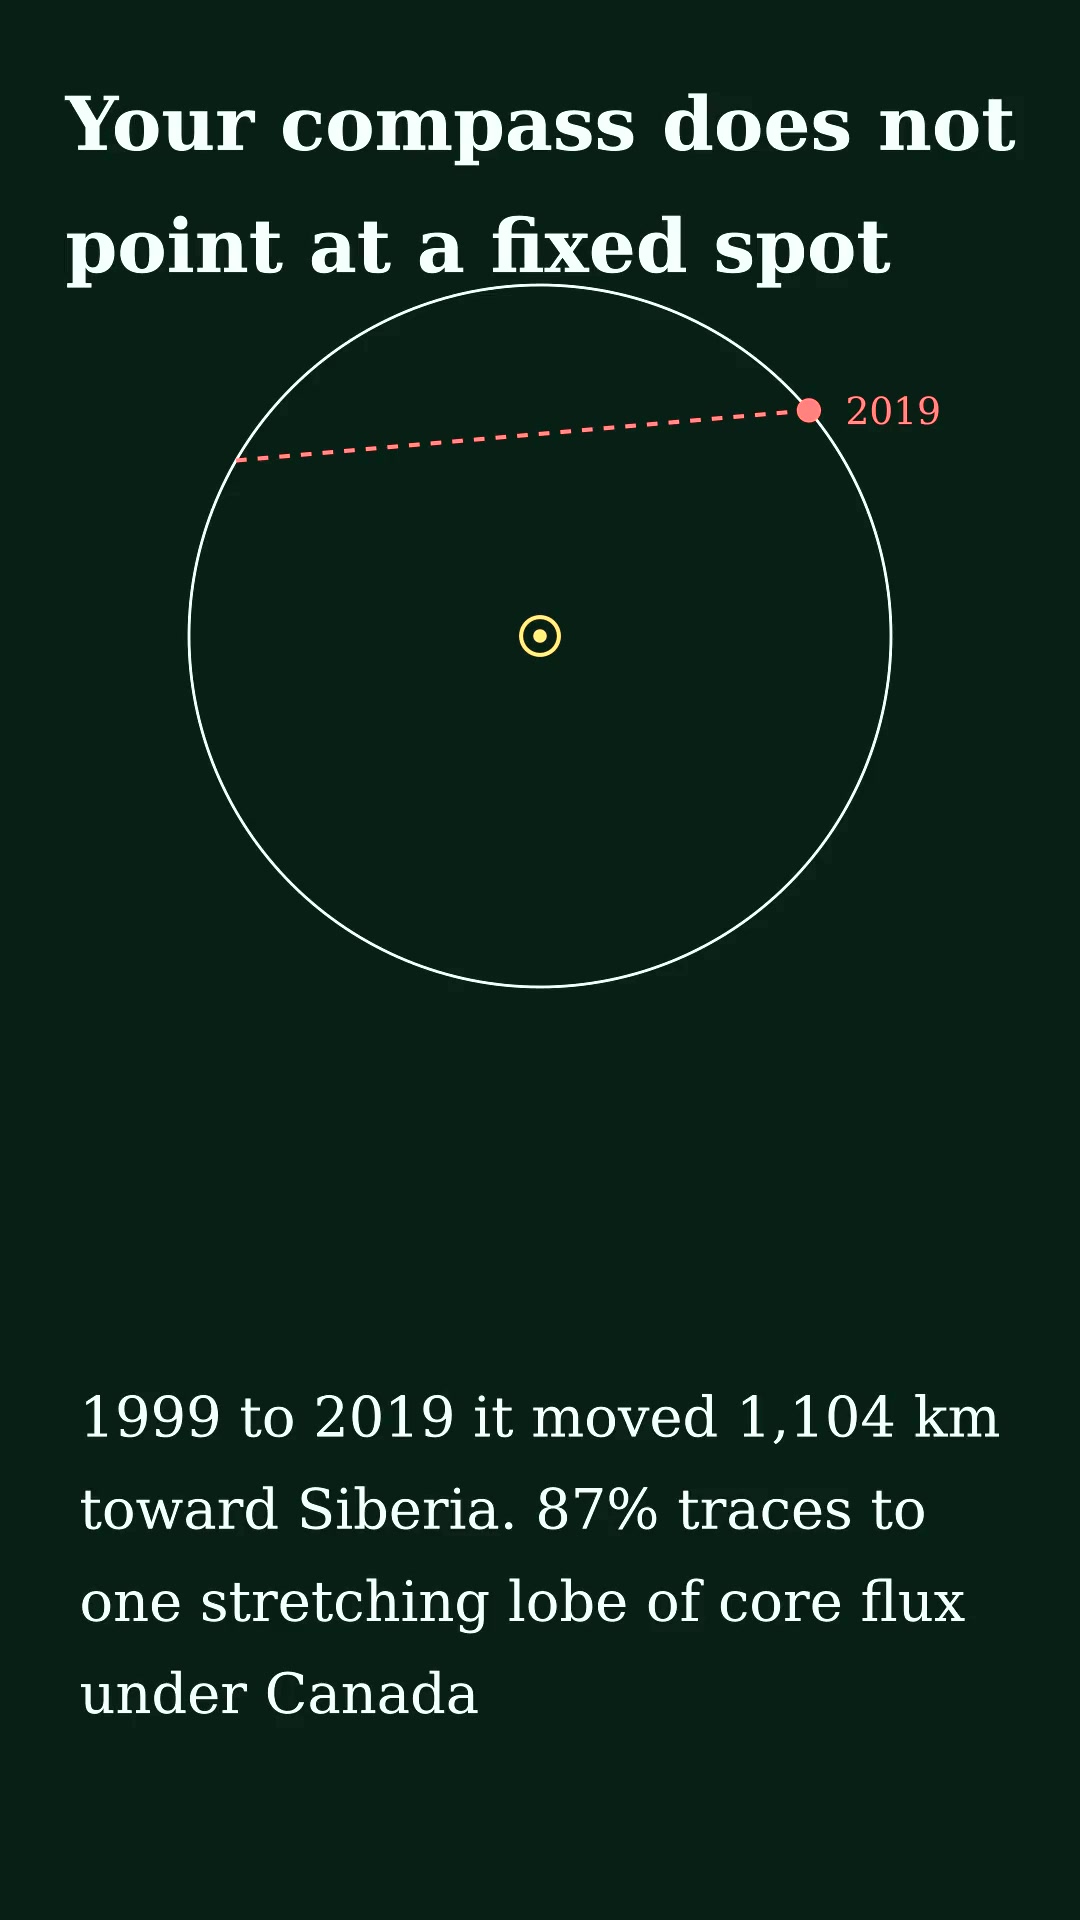 Your compass does not
point at a fixed spot
2019
1999 to 2019 it moved 1,104 km
toward Siberia. 87% traces to
one stretching lobe of core flux
under Canada